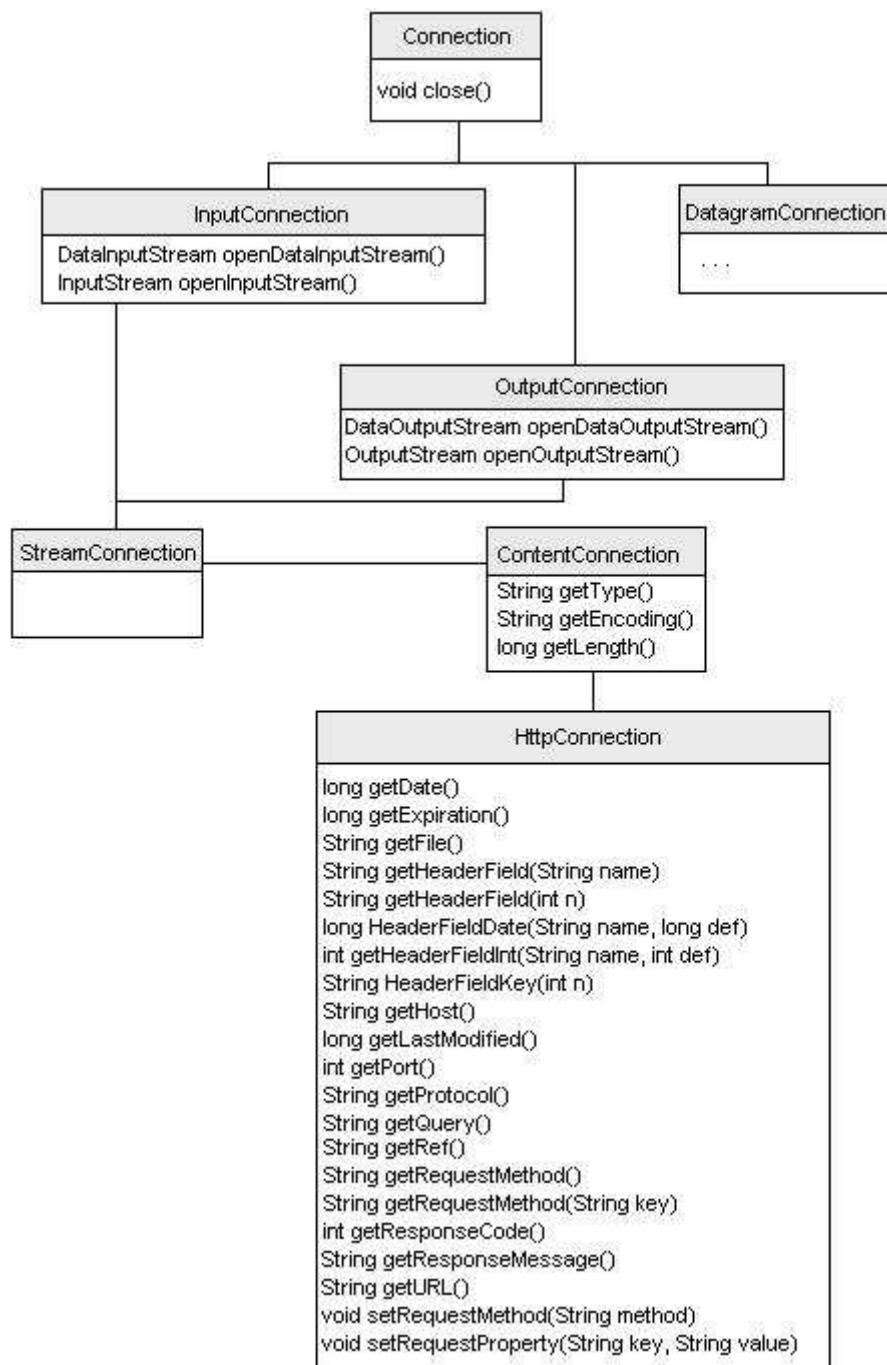 Connection
void close()
InputConnection
DataInputStream openDataInputStream()
InputStream openInputStream()
DatagramConnection
. . .
OutputConnection
DataOutputStream openDataOutputStream()
OutputStream openOutputStream()
StreamConnection
ContentConnection
String getType()
String getEncoding()
long getLength()
HttpConnection
long getDate()
long getExpiration()
String getFile()
String getHeaderField(String name)
String getHeaderField(int n)
long HeaderFieldDate(String name, long def)
int getHeaderFieldInt(String name, int def)
String HeaderFieldKey(int n)
String getHost()
long getLastModified()
int getPort()
String getProtocol()
String getQuery()
String getRef()
String getRequestMethod()
String getRequestMethod(String key)
int getResponseCode()
String getResponseMessage()
String getURL()
void setRequestMethod(String method)
void setRequestProperty(String key, String value)